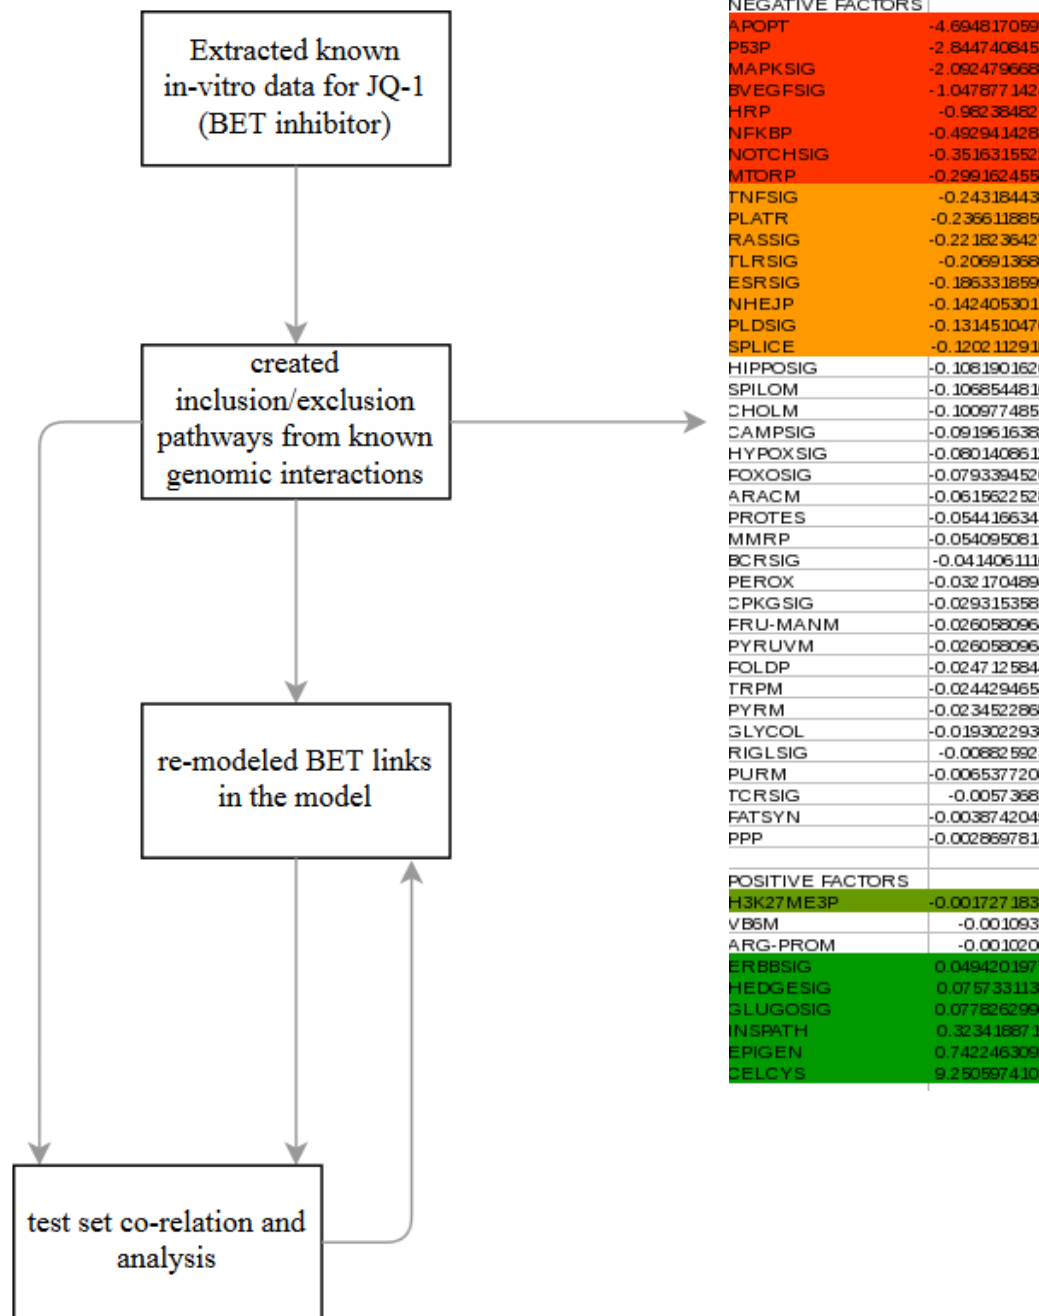 Extracted known
in-vitro data for JQ-1
(BET inhibitor)
created
inclusion/exclusion
pathways from known
genomic interactions
re-modeled BET links
in the model
test set co-relation and
analysis
NEGATIVE FACTORS
APOPT -4.694817059
P53P -2.844740845
MAPKSIG -2.092479668
BVEGFSIG -1.047877142
HRP -0.98238482
NFKBP -0.492941428
NOTCHSIG -0.351631552
MTORP -0.299162455
TNFSIG -0.24318443
PLATR -0.236611885
RASSIG -0.221823642
TLRSIG -0.20691368
ESRSIG -0.186331859
NHEJP -0.142405301
PLDSIG -0.131451047
SPLICE -0.120211291
HIPPOSIG -0.108190162
SPILOM -0.106854481
CHOLM -0.100977485
CAMPSIG -0.091961638
HYPOXSIG -0.080140861
FOXOSIG -0.079339452
ARACM -0.061562252
PROTES -0.054416634
MMRP -0.054095081
BCRSIG -0.041406111
PEROX -0.032170489
CPKGSIG -0.029315358
FRU-MANM -0.026058096
PYRUVM -0.026058096
FOLDP -0.024712584
TRPM -0.024429465
PYRM -0.023452286
GLYCOL -0.019302293
RIGLSIG -0.00882592
PURM -0.006537720
TCRSIG -0.0057368
FATSYN -0.003874204
PPP -0.002869781
POSITIVE FACTORS
H3K27ME3P -0.001727183
VB6M -0.001093
ARG-PROM -0.001020
ERBBSIG 0.049420197
HEDGESIG 0.075733113
GLUGOSIG 0.077826299
INSPATH 0.323418871
EPIGEN 0.742246309
CELCYS 9.250597410